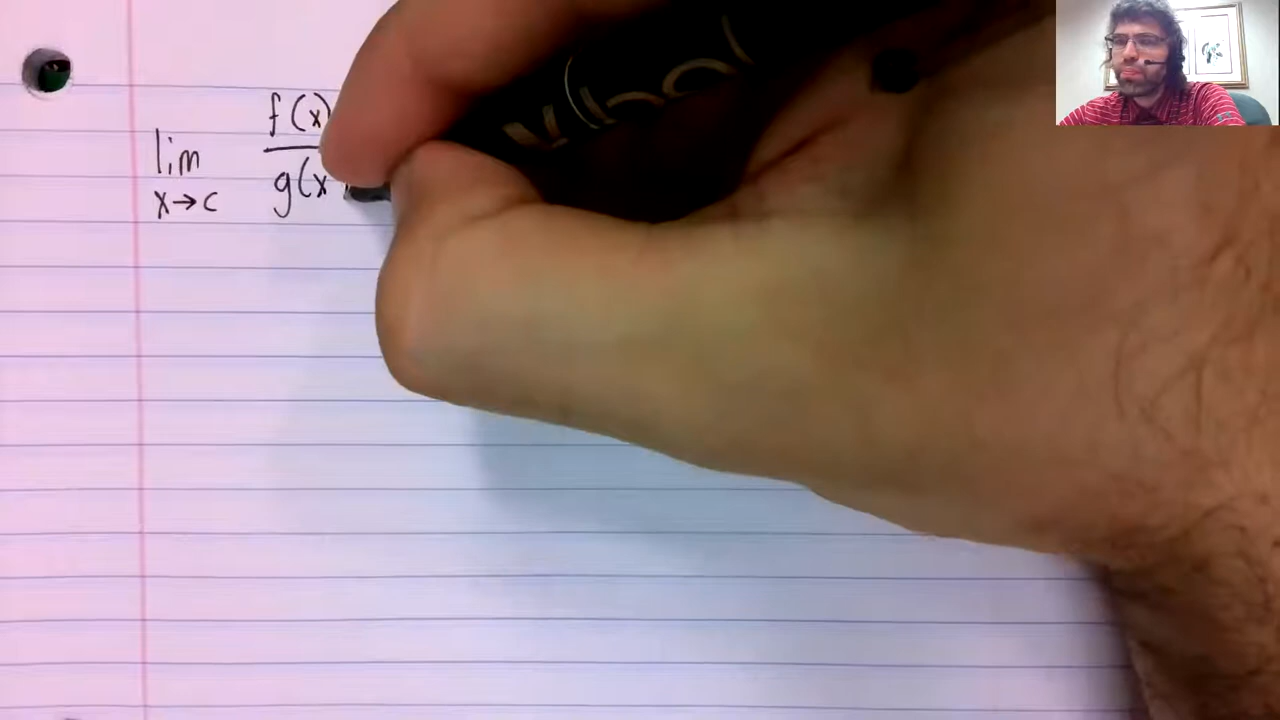 lim x→c f(x) / g(x